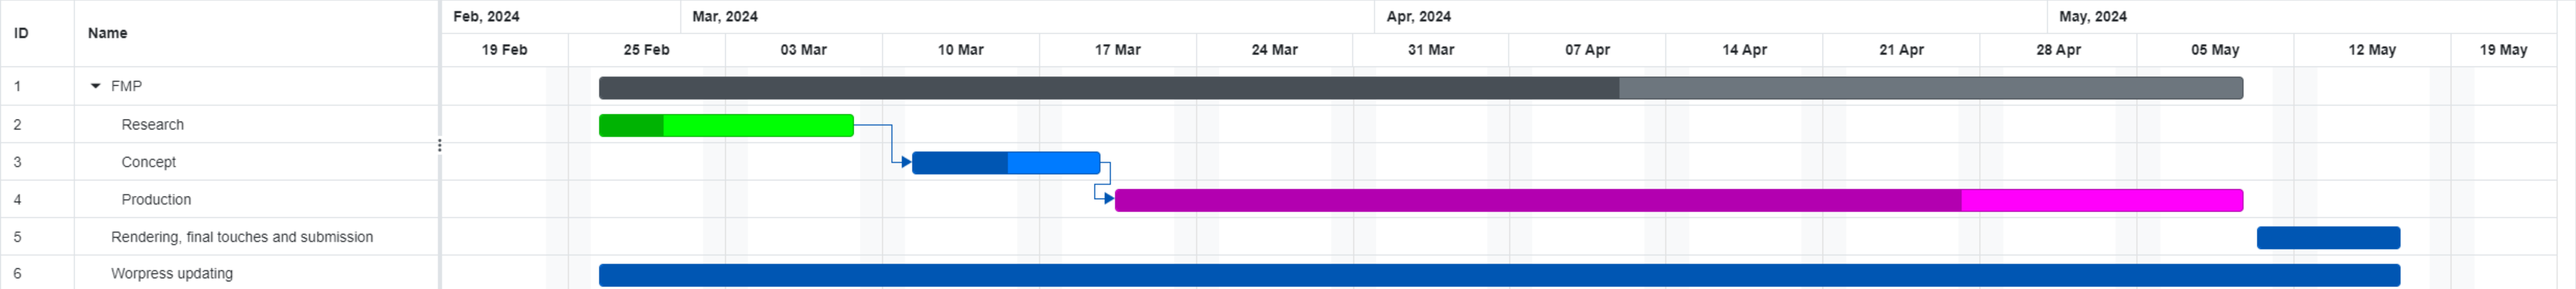 ID Name Feb, 2024 Mar, 2024 Apr, 2024 May, 2024
19 Feb 25 Feb 03 Mar 10 Mar 17 Mar 24 Mar 31 Mar 07 Apr 14 Apr 21 Apr 28 Apr 05 May 12 May 19 May
1 FMP
2 Research
3 Concept
4 Production
5 Rendering, final touches and submission
6 Worpress updating